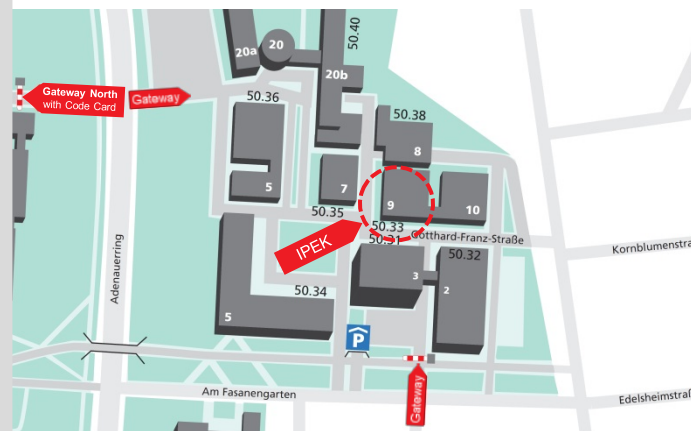 50.40
20
20a
20b
Gateway North
with Code Card
Gateway
50.36
50.38
8
5
7
9
10
50.35
50.33
Gotthard-Franz-Straße
50.31
IPEK
Kornblumenstra
50.32
3
2
Adenauerring
50.34
5
P
Gateway
Am Fasanengarten
Edelsheimstraß